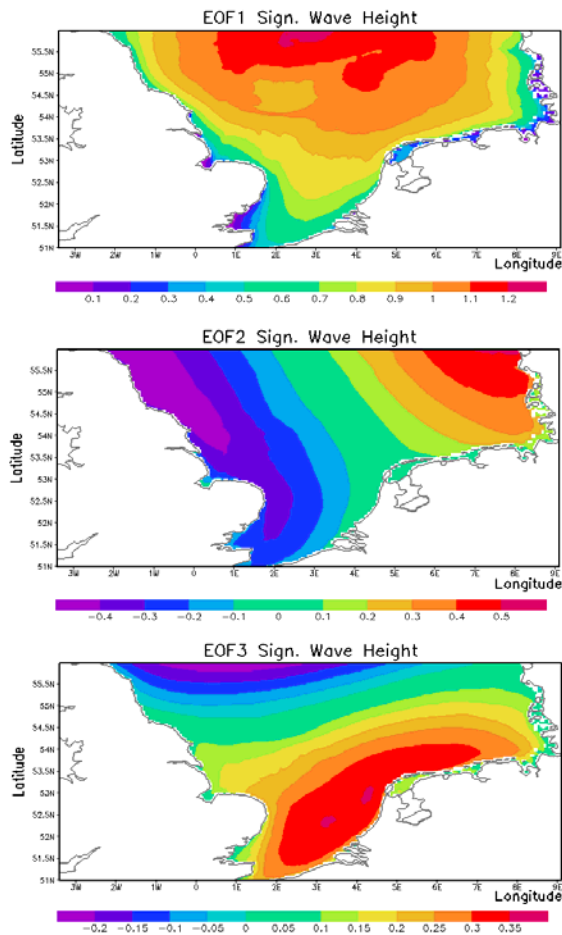 EOF1 Sign. Wave Height
Latitude
55.5N
55N
54.5N
54N
53.5N
53N
52.5N
52N
51.5N
51N
3W 2W 1W 0 1E 2E 3E 4E 5E 6E 7E 8E 9E
Longitude
0.1 0.2 0.3 0.4 0.5 0.6 0.7 0.8 0.9 1 1.1 1.2
EOF2 Sign. Wave Height
Latitude
55.5N
55N
54.5N
54N
53.5N
53N
52.5N
52N
51.5N
51N
3W 2W 1W 0 1E 2E 3E 4E 5E 6E 7E 8E 9E
Longitude
-0.4 -0.3 -0.2 -0.1 0 0.1 0.2 0.3 0.4 0.5
EOF3 Sign. Wave Height
Latitude
55.5N
55N
54.5N
54N
53.5N
53N
52.5N
52N
51.5N
51N
3W 2W 1W 0 1E 2E 3E 4E 5E 6E 7E 8E 9E
Longitude
-0.2 -0.15 -0.1 -0.05 0 0.05 0.1 0.15 0.2 0.25 0.3 0.35